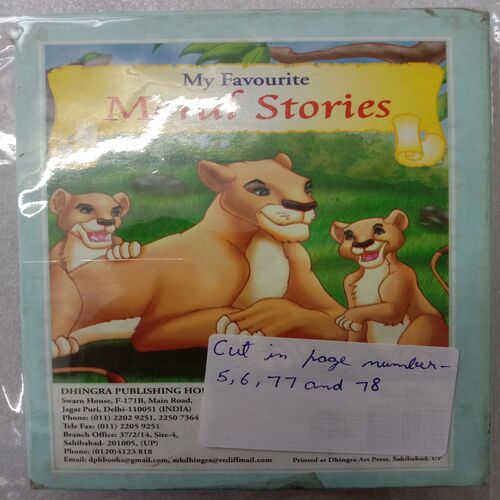 My Favourite
Moral Stories
Cut in page number-
5, 6, 77 and 78
DHINGRA PUBLISHING HOU
Swarn House, F-171B, Main Road,
Jagat Puri, Delhi-110051 (INDIA)
Phone: (011) 2202 9251, 2250 7364
Tele Fax: (011) 2205 9251
Branch Office: 37/2/14, Site-4,
Sahibabad- 201005, (UP)
Phone: (0120)4123 818
Email: dphbooks@gmail.com, mkdhingra@rediffmail.com
Printed at Dhingra Art Press, Sahibabad, UP